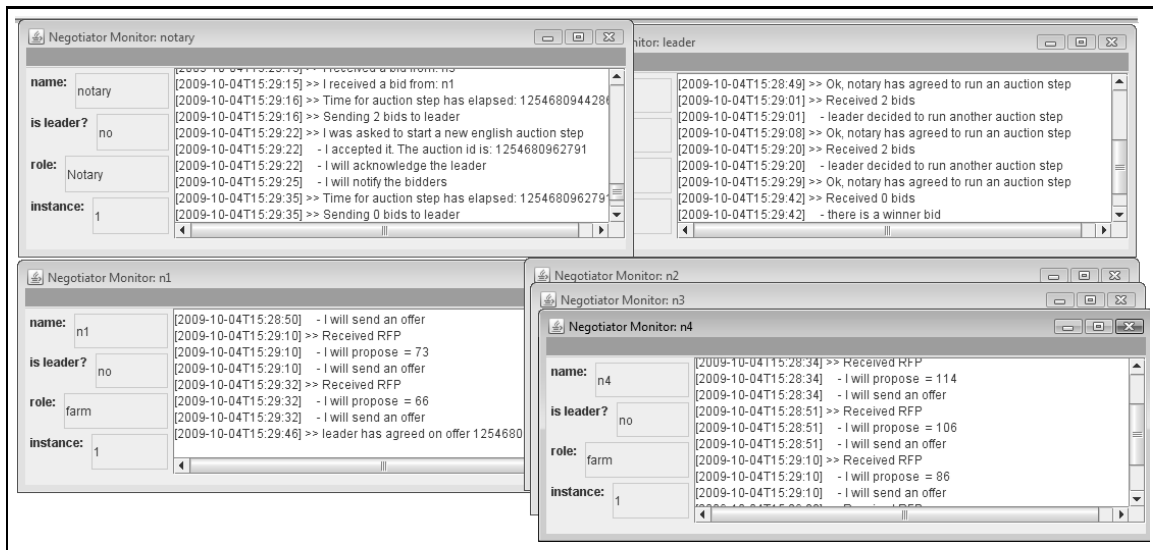 Negotiator Monitor: notary
name:
notary
is leader?
no
role:
Notary
instance:
1
[2009-10-04T15:29:15] >> I received a bid from: n3
[2009-10-04T15:29:15] >> I received a bid from: n1
[2009-10-04T15:29:16] >> Time for auction step has elapsed: 1254680944286
[2009-10-04T15:29:16] >> Sending 2 bids to leader
[2009-10-04T15:29:22] >> I was asked to start a new english auction step
[2009-10-04T15:29:22] - I accepted it. The auction id is: 1254680962791
[2009-10-04T15:29:22] - I will acknowledge the leader
[2009-10-04T15:29:25] - I will notify the bidders
[2009-10-04T15:29:35] >> Time for auction step has elapsed: 1254680962791
[2009-10-04T15:29:35] >> Sending 0 bids to leader
nitor: leader
[2009-10-04T15:28:49] >> Ok, notary has agreed to run an auction step
[2009-10-04T15:29:01] >> Received 2 bids
[2009-10-04T15:29:01] - leader decided to run another auction step
[2009-10-04T15:29:08] >> Ok, notary has agreed to run an auction step
[2009-10-04T15:29:20] >> Received 2 bids
[2009-10-04T15:29:20] - leader decided to run another auction step
[2009-10-04T15:29:29] >> Ok, notary has agreed to run an auction step
[2009-10-04T15:29:42] >> Received 0 bids
[2009-10-04T15:29:42] - there is a winner bid
Negotiator Monitor: n1
name:
n1
is leader?
no
role:
farm
instance:
1
[2009-10-04T15:28:50] - I will send an offer
[2009-10-04T15:29:10] >> Received RFP
[2009-10-04T15:29:10] - I will propose = 73
[2009-10-04T15:29:10] - I will send an offer
[2009-10-04T15:29:32] >> Received RFP
[2009-10-04T15:29:32] - I will propose = 66
[2009-10-04T15:29:32] - I will send an offer
[2009-10-04T15:29:46] >> leader has agreed on offer 1254680
Negotiator Monitor: n2
Negotiator Monitor: n3
Negotiator Monitor: n4
name:
n4
is leader?
no
role:
farm
instance:
1
[2009-10-04T15:28:34] >> Received RFP
[2009-10-04T15:28:34] - I will propose = 114
[2009-10-04T15:28:34] - I will send an offer
[2009-10-04T15:28:51] >> Received RFP
[2009-10-04T15:28:51] - I will propose = 106
[2009-10-04T15:28:51] - I will send an offer
[2009-10-04T15:29:10] >> Received RFP
[2009-10-04T15:29:10] - I will propose = 86
[2009-10-04T15:29:10] - I will send an offer